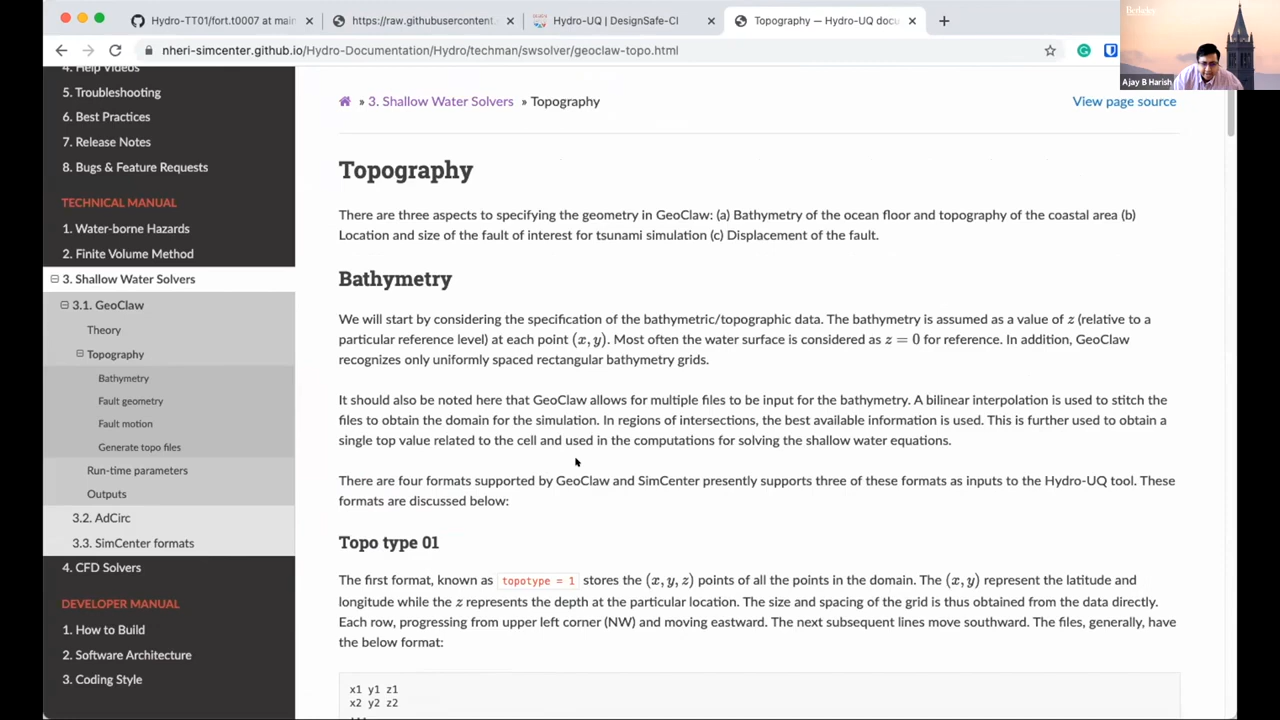 Hydro-TT01/fort.t0007 at main
https://raw.githubusercontent.
Hydro-UQ | DesignSafe-CI
Topography — Hydro-UQ docu
nheri-simcenter.github.io/Hydro-Documentation/Hydro/techman/swsolver/geoclaw-topo.html
Berkeley
Ajay B Harish
4. Help Videos
5. Troubleshooting
6. Best Practices
7. Release Notes
8. Bugs & Feature Requests
TECHNICAL MANUAL
1. Water-borne Hazards
2. Finite Volume Method
3. Shallow Water Solvers
3.1. GeoClaw
Theory
Topography
Bathymetry
Fault geometry
Fault motion
Generate topo files
Run-time parameters
Outputs
3.2. AdCirc
3.3. SimCenter formats
4. CFD Solvers
DEVELOPER MANUAL
1. How to Build
2. Software Architecture
3. Coding Style
» 3. Shallow Water Solvers » Topography
View page source
Topography
There are three aspects to specifying the geometry in GeoClaw: (a) Bathymetry of the ocean floor and topography of the coastal area (b)
Location and size of the fault of interest for tsunami simulation (c) Displacement of the fault.
Bathymetry
We will start by considering the specification of the bathymetric/topographic data. The bathymetry is assumed as a value of z (relative to a
particular reference level) at each point (x, y). Most often the water surface is considered as z = 0 for reference. In addition, GeoClaw
recognizes only uniformly spaced rectangular bathymetry grids.
It should also be noted here that GeoClaw allows for multiple files to be input for the bathymetry. A bilinear interpolation is used to stitch the
files to obtain the domain for the simulation. In regions of intersections, the best available information is used. This is further used to obtain a
single top value related to the cell and used in the computations for solving the shallow water equations.
There are four formats supported by GeoClaw and SimCenter presently supports three of these formats as inputs to the Hydro-UQ tool. These
formats are discussed below:
Topo type 01
The first format, known as topotype = 1 stores the (x, y, z) points of all the points in the domain. The (x, y) represent the latitude and
longitude while the z represents the depth at the particular location. The size and spacing of the grid is thus obtained from the data directly.
Each row, progressing from upper left corner (NW) and moving eastward. The next subsequent lines move southward. The files, generally, have
the below format:
x1 y1 z1
x2 y2 z2
...